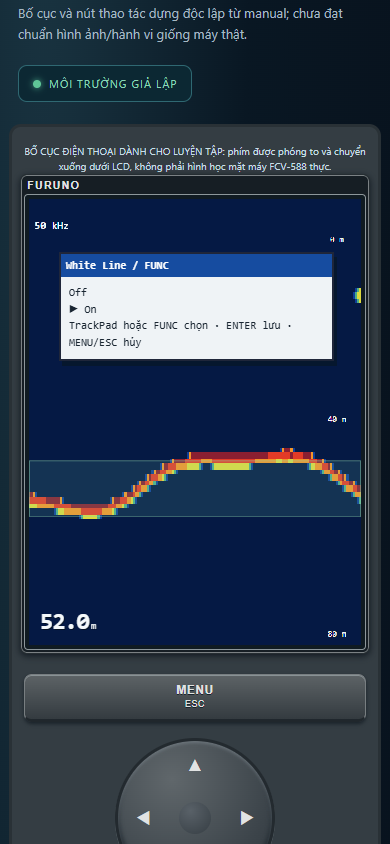 Bố cục và nút thao tác dựng độc lập từ manual; chưa đạt
chuẩn hình ảnh/hành vi giống máy thật.
MÔI TRƯỜNG GIẢ LẬP
BỐ CỤC ĐIỆN THOẠI DÀNH CHO LUYỆN TẬP: phím được phóng to và chuyển
xuống dưới LCD, không phải hình học mặt máy FCV-588 thực.
FURUNO
50 kHz
0 m
White Line / FUNC
Off
▶ On
TrackPad hoặc FUNC chọn · ENTER lưu ·
MENU/ESC hủy
40 m
52.0m
80 m
MENU
ESC